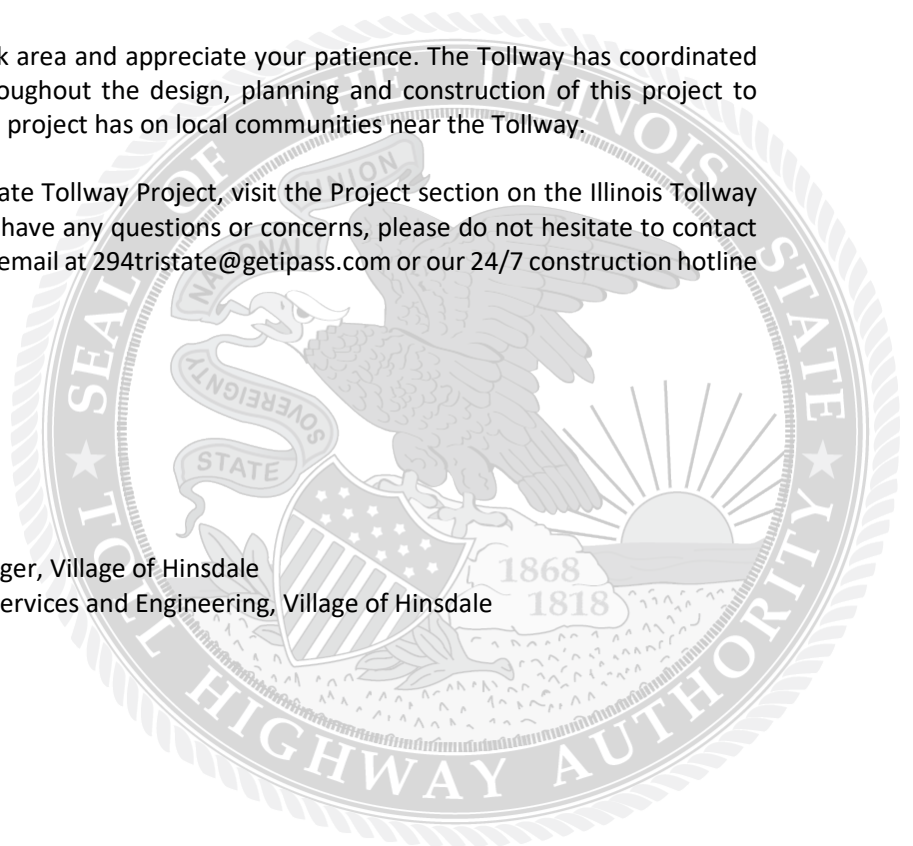 k area and appreciate your patience. The Tollway has coordinated
oughout the design, planning and construction of this project to
project has on local communities near the Tollway.
ate Tollway Project, visit the Project section on the Illinois Tollway
have any questions or concerns, please do not hesitate to contact
email at 294tristate@getipass.com or our 24/7 construction hotline
ger, Village of Hinsdale
ervices and Engineering, Village of Hinsdale
SEAL OF THE ILLINOIS STATE
TOLL HIGHWAY AUTHORITY
NATIONAL UNION
STATE SOVEREIGNTY
1868
1818